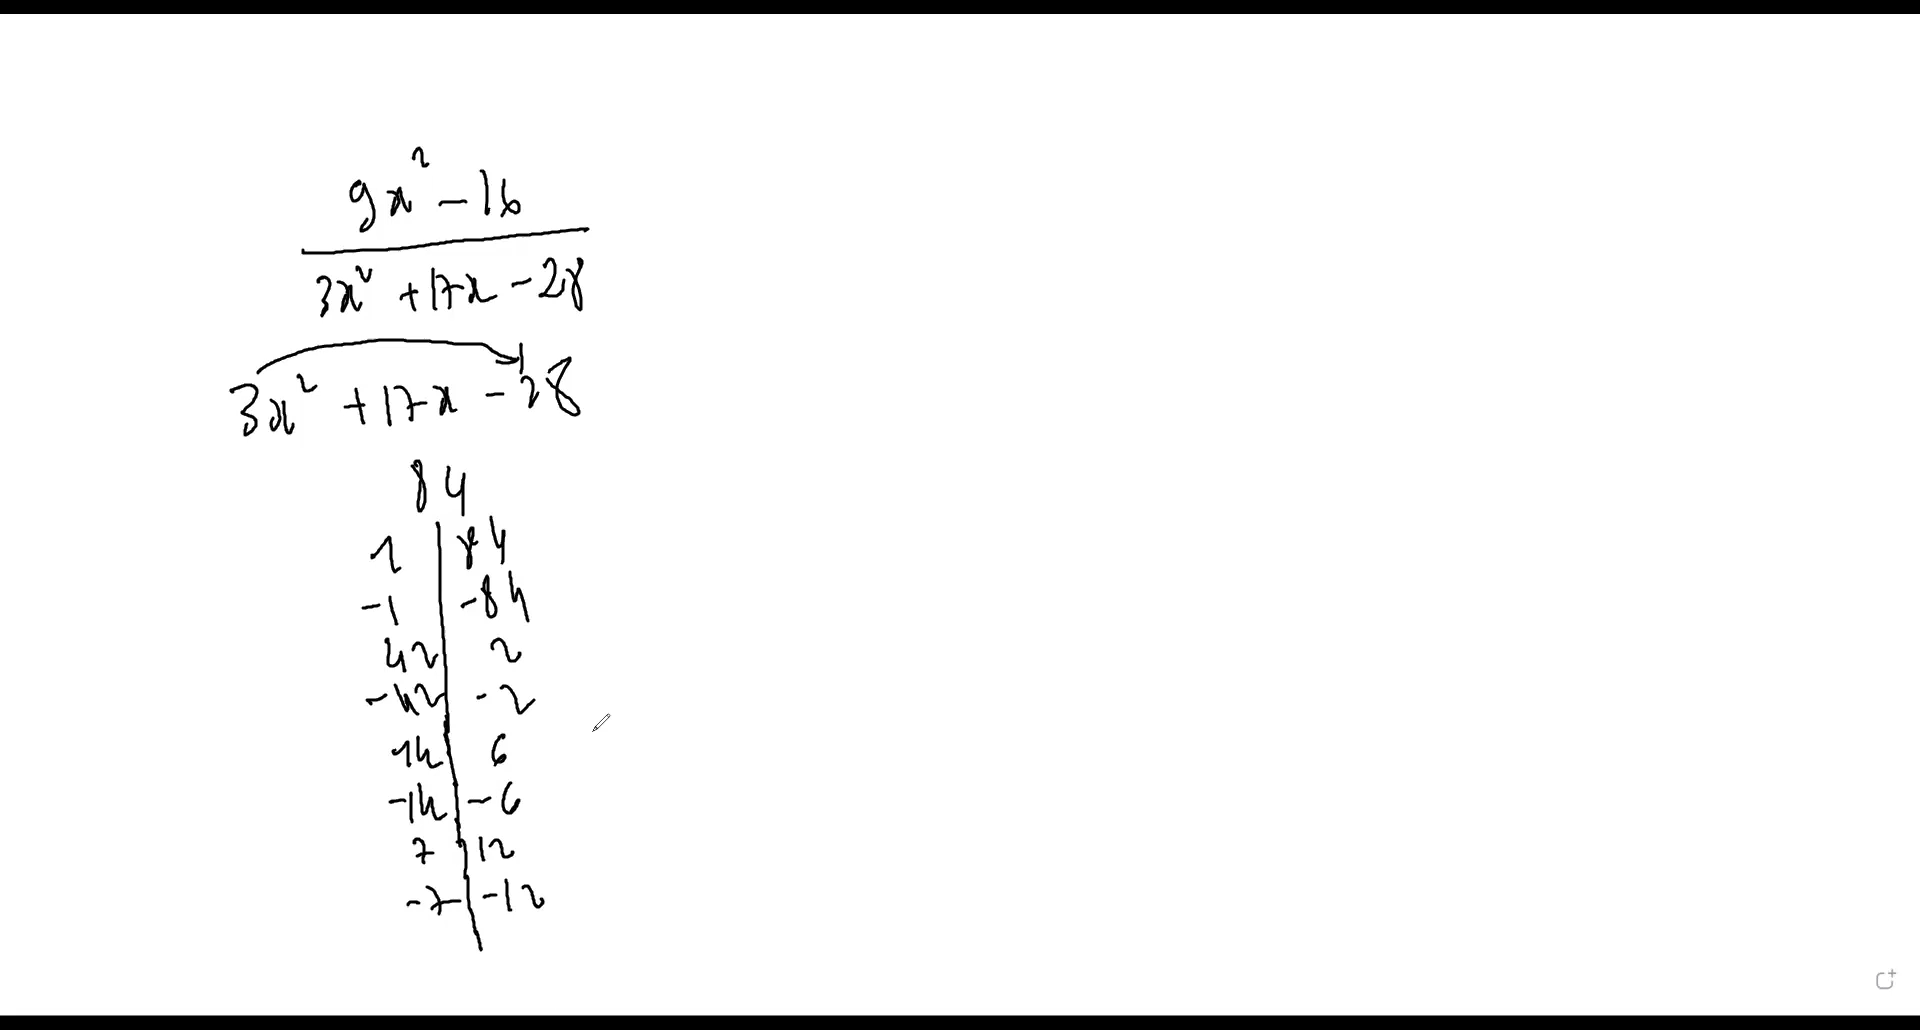 9x² - 16
3x² + 17x - 28
3x² + 17x - 28
84
1 | 84
-1 | -84
42 | 2
-42 | -2
14 | 6
-14 | -6
7 | 12
-7 | -12